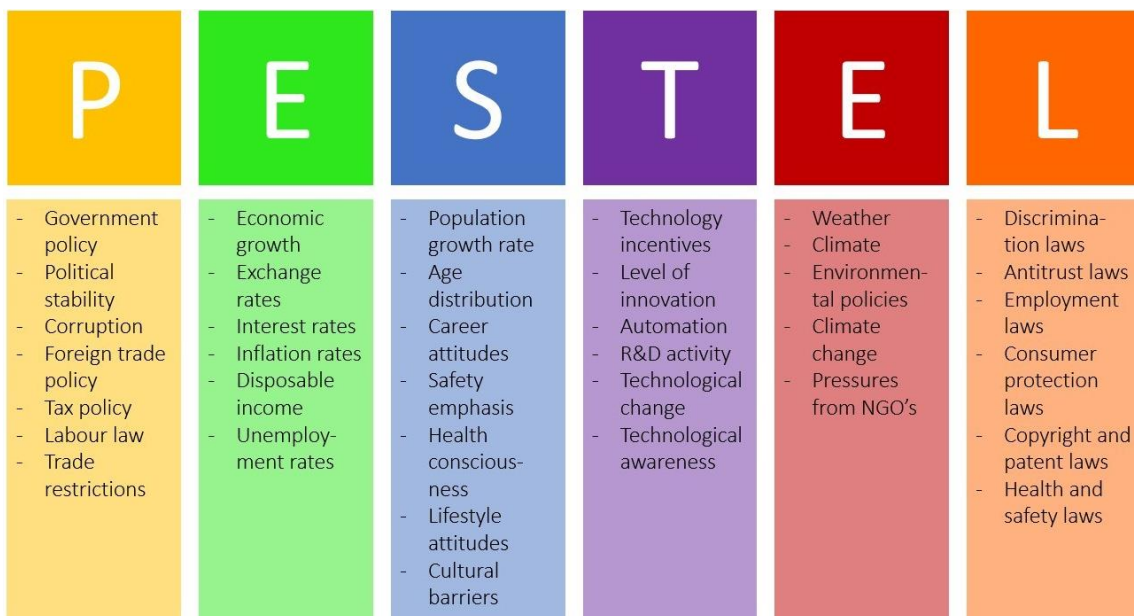 P
E
S
T
E
L
- Government
policy
- Political
stability
- Corruption
- Foreign trade
policy
- Tax policy
- Labour law
- Trade
restrictions
- Economic
growth
- Exchange
rates
- Interest rates
- Inflation rates
- Disposable
income
- Unemploy-
ment rates
- Population
growth rate
- Age
distribution
- Career
attitudes
- Safety
emphasis
- Health
conscious-
ness
- Lifestyle
attitudes
- Cultural
barriers
- Technology
incentives
- Level of
innovation
- Automation
- R&D activity
- Technological
change
- Technological
awareness
- Weather
- Climate
- Environmen-
tal policies
- Climate
change
- Pressures
from NGO's
- Discrimina-
tion laws
- Antitrust laws
- Employment
laws
- Consumer
protection
laws
- Copyright and
patent laws
- Health and
safety laws